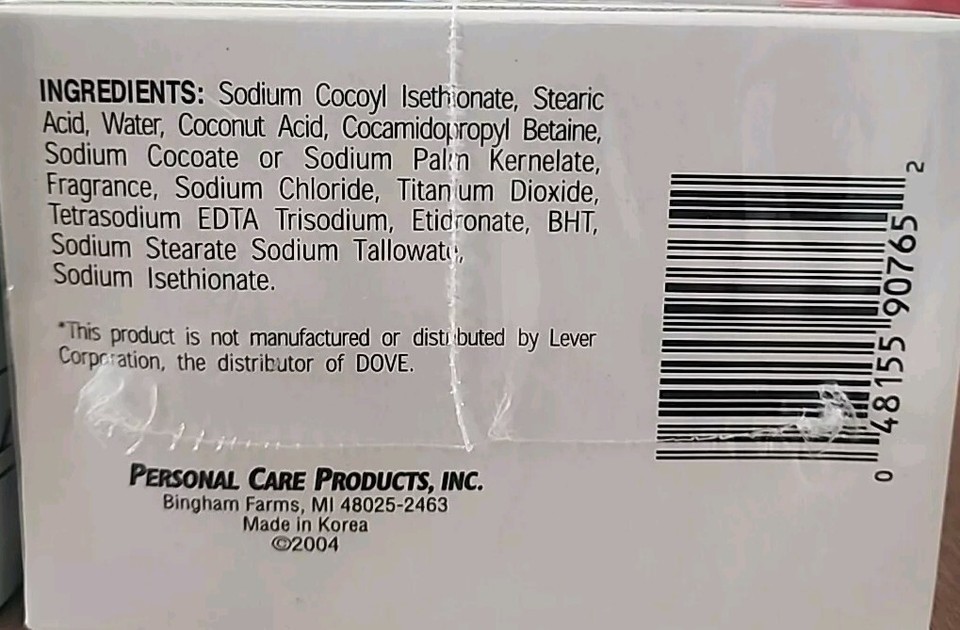 INGREDIENTS: Sodium Cocoyl Isethionate, Stearic
Acid, Water, Coconut Acid, Cocamidopropyl Betaine,
Sodium Cocoate or Sodium Palm Kernelate,
Fragrance, Sodium Chloride, Titanium Dioxide,
Tetrasodium EDTA Trisodium, Etidronate, BHT,
Sodium Stearate Sodium Tallowate,
Sodium Isethionate.
*This product is not manufactured or distributed by Lever
Corporation, the distributor of DOVE.
PERSONAL CARE PRODUCTS, INC.
Bingham Farms, MI 48025-2463
Made in Korea
©2004
0 48155 90765 2